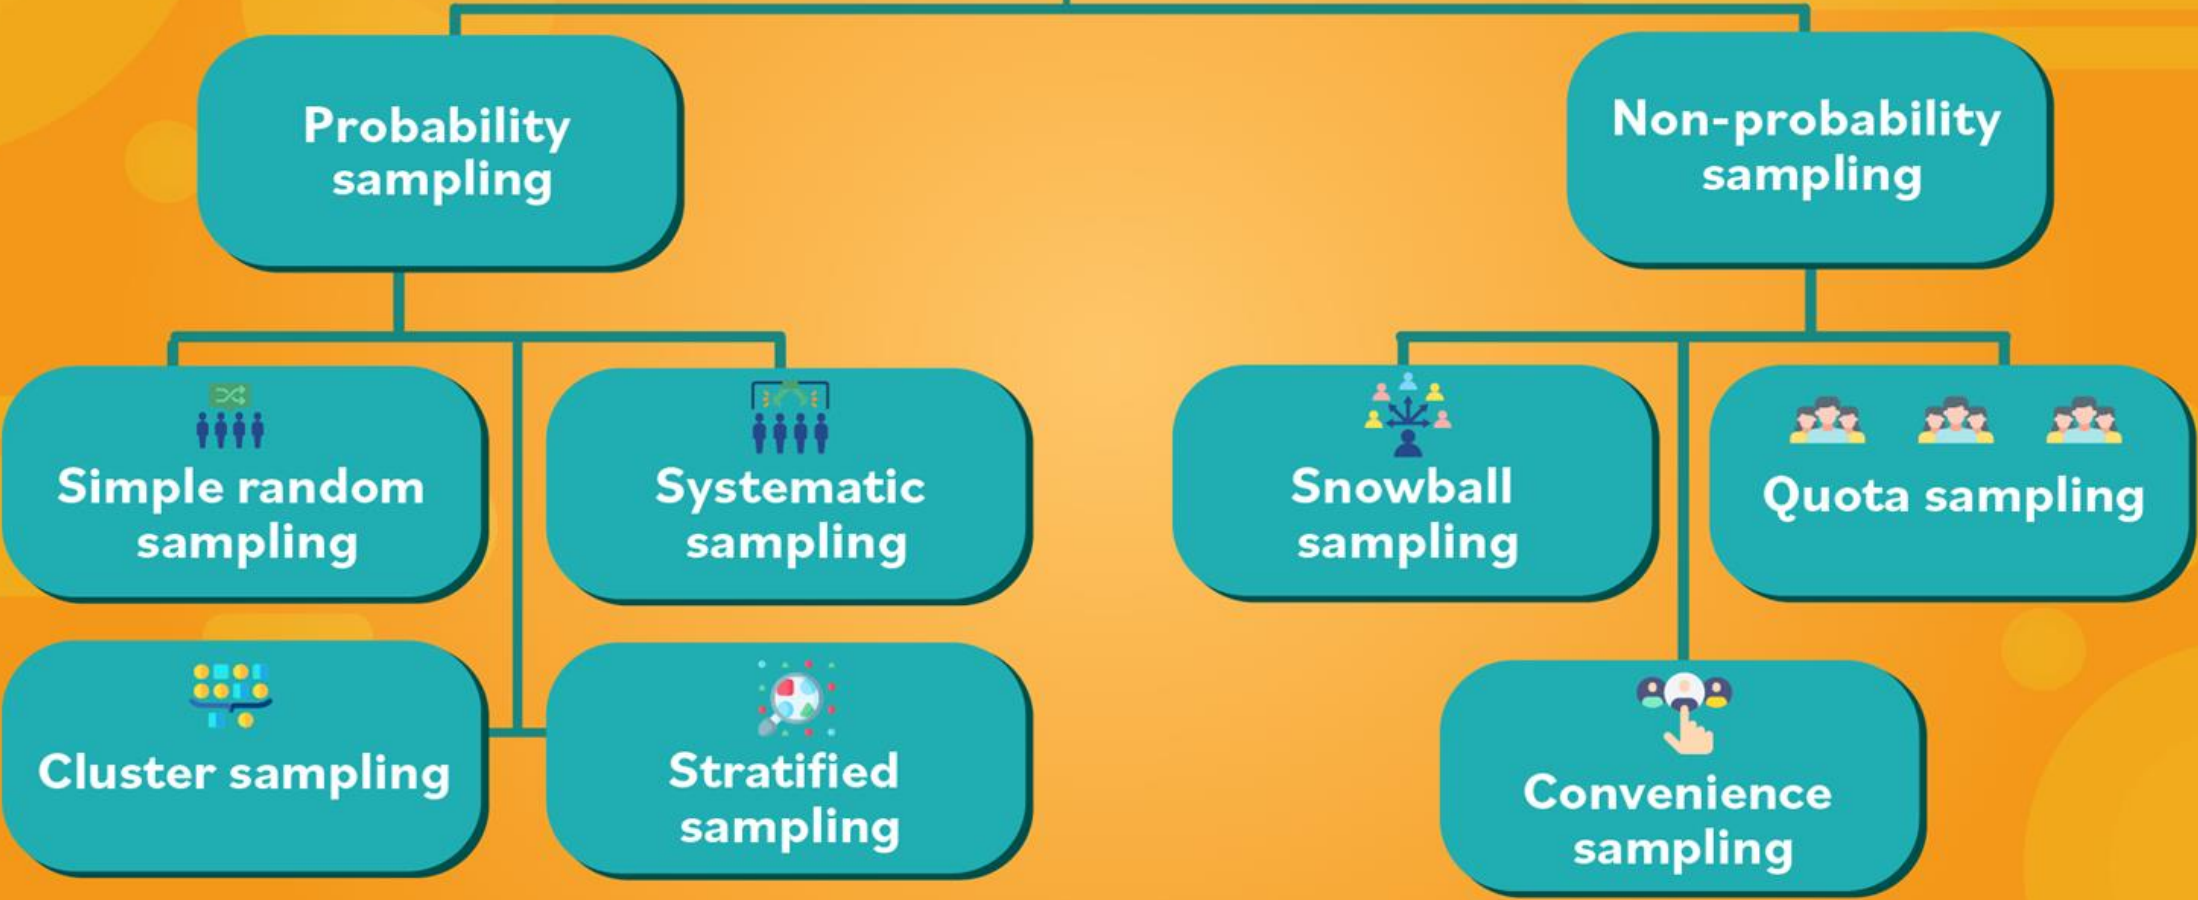 Probability
sampling
Non-probability
sampling
Simple random
sampling
Systematic
sampling
Snowball
sampling
Quota sampling
Cluster sampling
Stratified
sampling
Convenience
sampling